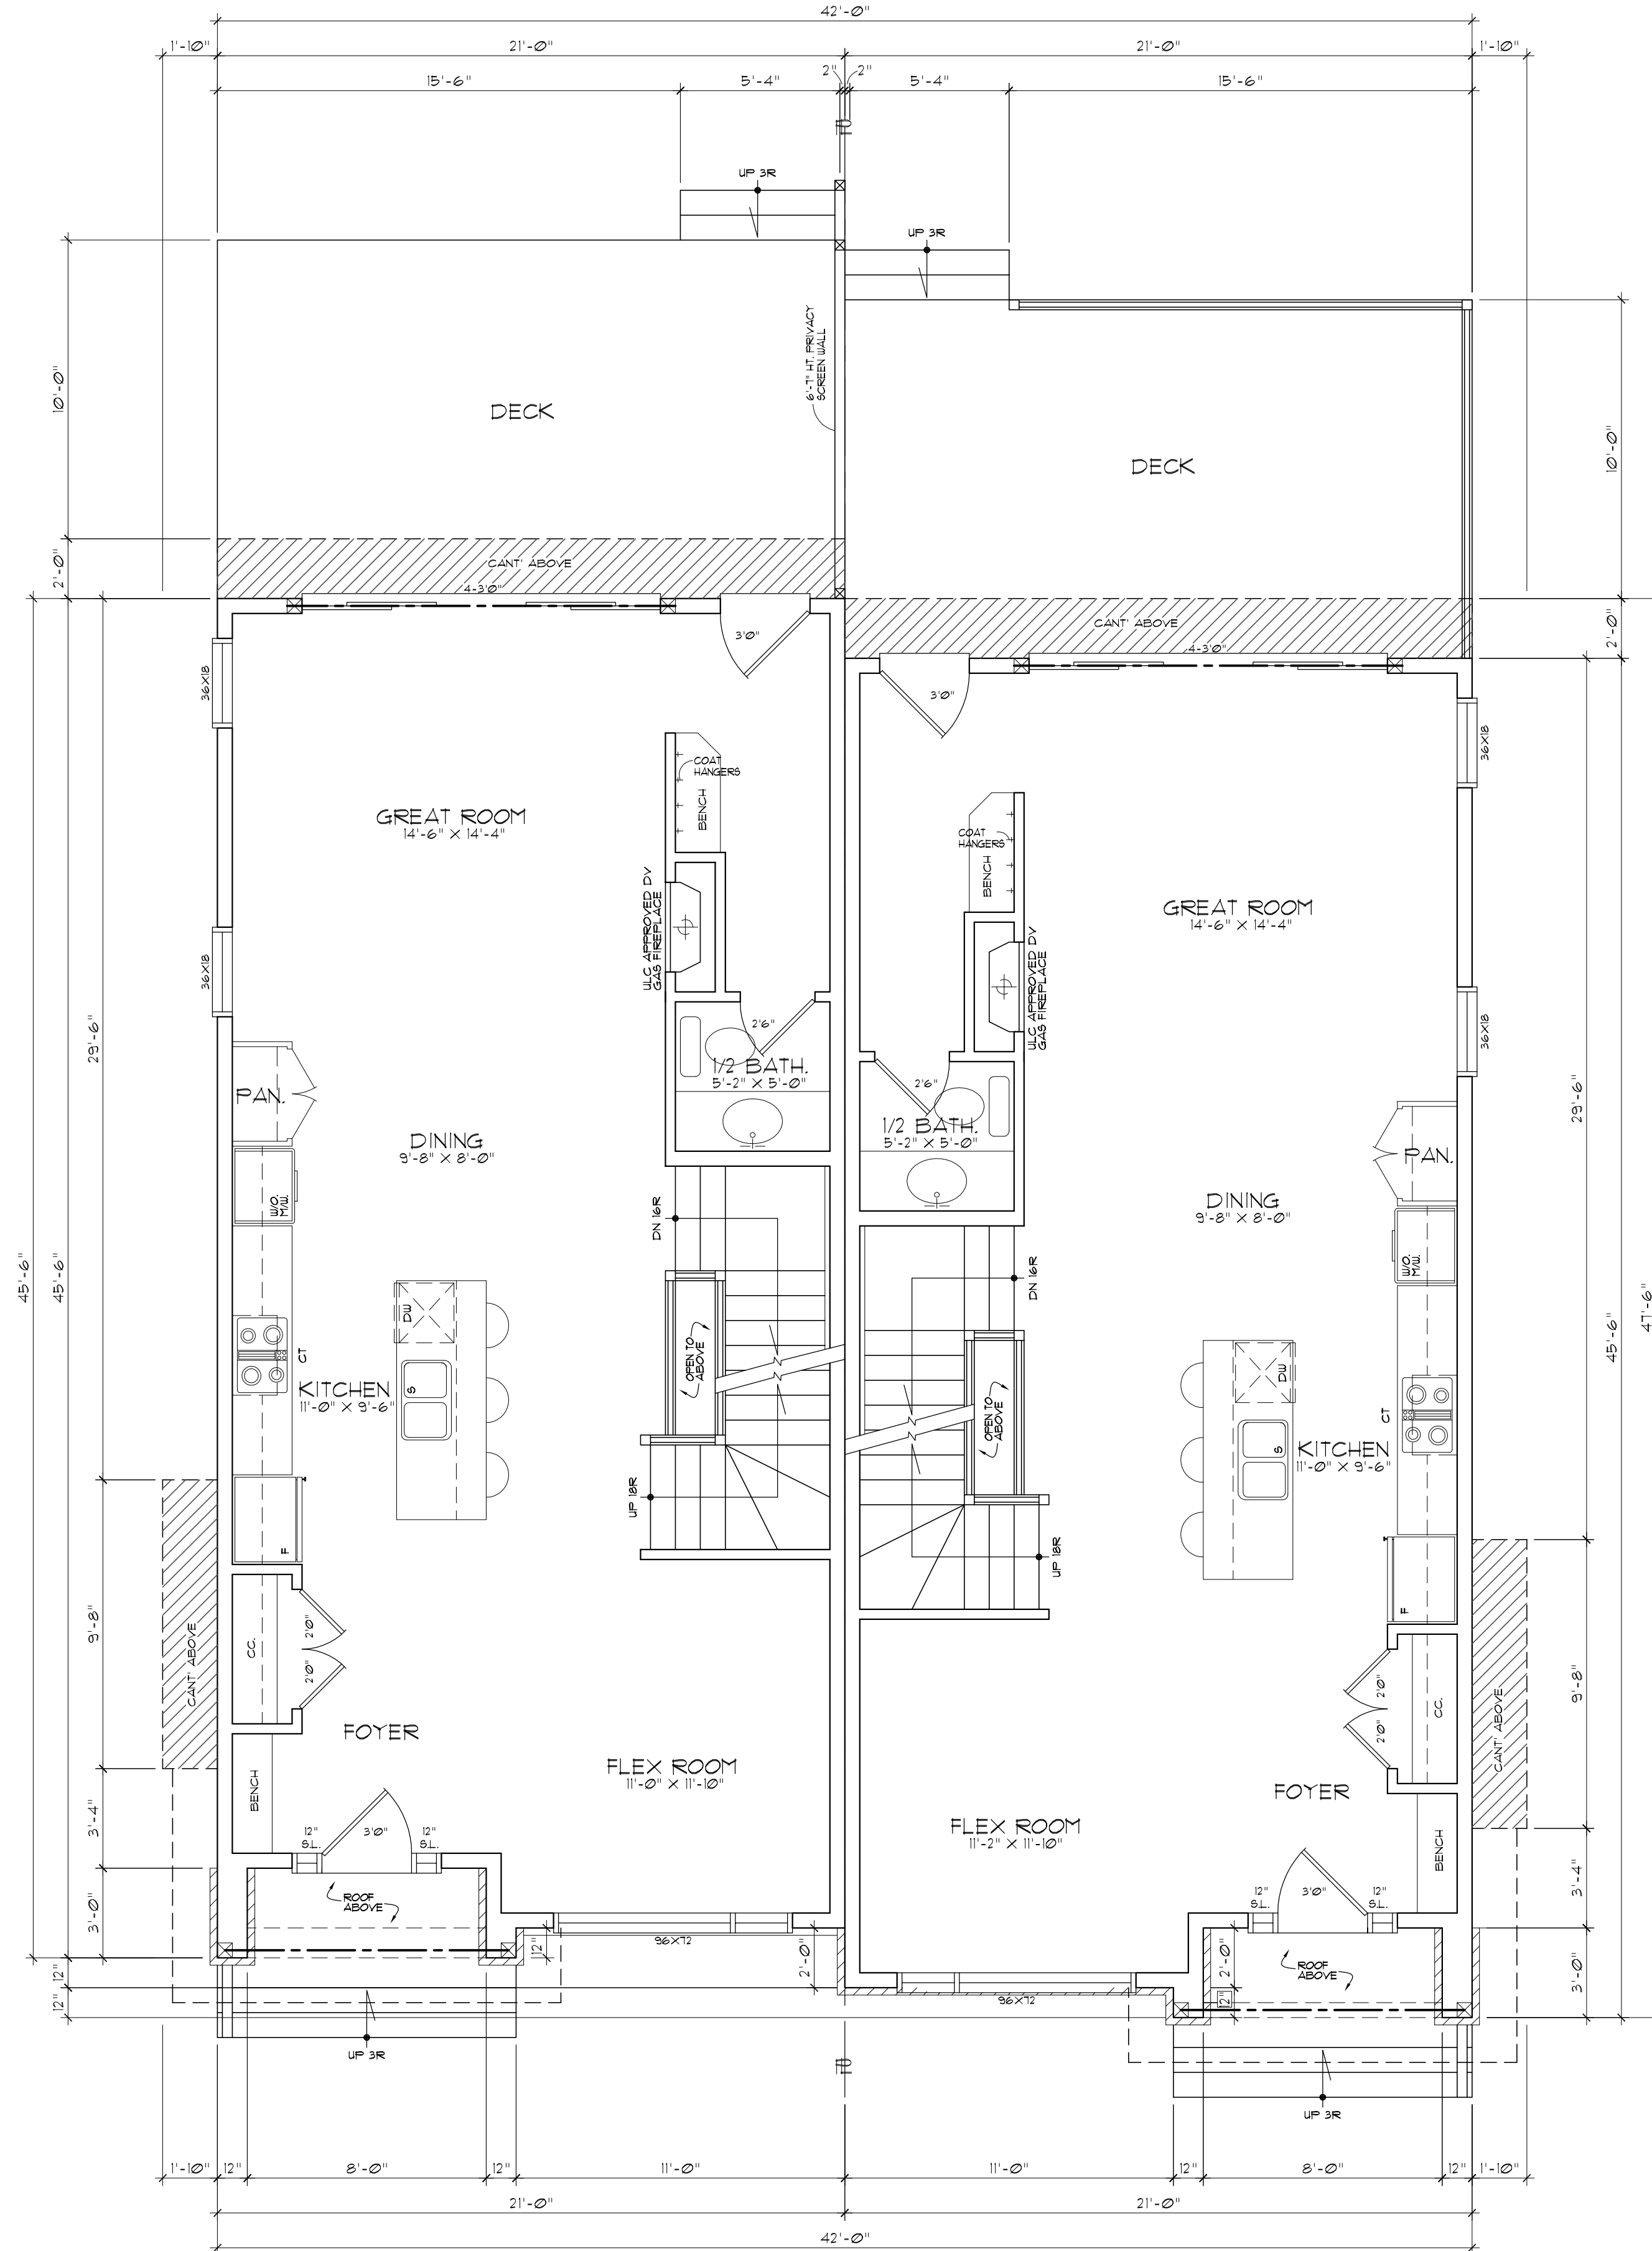 42'-0"
1'-10"
21'-0"
21'-0"
1'-10"
15'-6"
5'-4"
2"
2"
5'-4"
15'-6"
UP 3R
UP 3R
6'-7" HT. PRIVACY
SCREEN WALL
10'-0"
DECK
DECK
10'-0"
2'-0"
CANT' ABOVE
4-3'0"
CANT' ABOVE
4-3'0"
2'-0"
3'0"
3'0"
36X18
36X18
COAT
HANGERS
BENCH
COAT
HANGERS
BENCH
GREAT ROOM
14'-6" X 14'-4"
GREAT ROOM
14'-6" X 14'-4"
ULC APPROVED DV
GAS FIREPLACE
ULC APPROVED DV
GAS FIREPLACE
36X18
36X18
29'-6"
29'-6"
2'6"
1/2 BATH.
5'-2" X 5'-0"
2'6"
1/2 BATH.
5'-2" X 5'-0"
PAN.
PAN.
DINING
9'-8" X 8'-0"
DINING
9'-8" X 8'-0"
W/O.
M/W.
W/O.
M/W.
DN 16R
DN 16R
45'-6"
45'-6"
45'-6"
47'-6"
DW
DW
OPEN TO
ABOVE
OPEN TO
ABOVE
CT
CT
S
S
KITCHEN
11'-0" X 9'-6"
KITCHEN
11'-0" X 9'-6"
UP 18R
UP 18R
F
F
9'-8"
9'-8"
CANT' ABOVE
CANT' ABOVE
CC.
2'0"
2'0"
CC.
2'0"
2'0"
FOYER
FLEX ROOM
11'-0" X 11'-10"
FOYER
FLEX ROOM
11'-2" X 11'-10"
BENCH
BENCH
3'-4"
3'-4"
12"
S.L.
3'0"
12"
S.L.
12"
S.L.
3'0"
12"
S.L.
ROOF
ABOVE
ROOF
ABOVE
3'-0"
3'-0"
96X72
96X72
12"
2'-0"
2'-0"
12"
12"
12"
UP 3R
UP 3R
1'-10"
12"
8'-0"
12"
11'-0"
11'-0"
12"
8'-0"
12"
1'-10"
21'-0"
21'-0"
42'-0"